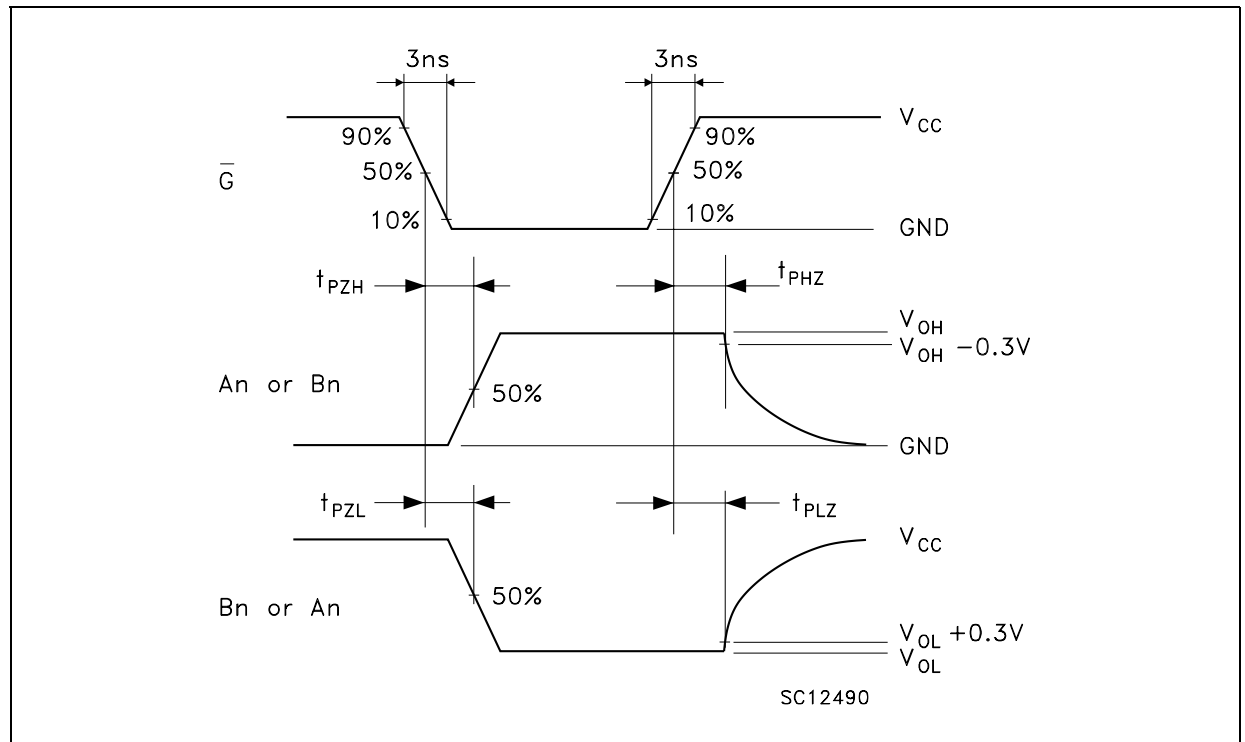 3ns 3ns
V_CC
90% 90%
G̅ 50% 50%
10% 10%
GND
t_PZH t_PHZ
V_OH
V_OH −0.3V
An or Bn 50%
GND
t_PZL t_PLZ
V_CC
Bn or An 50%
V_OL +0.3V
V_OL
SC12490